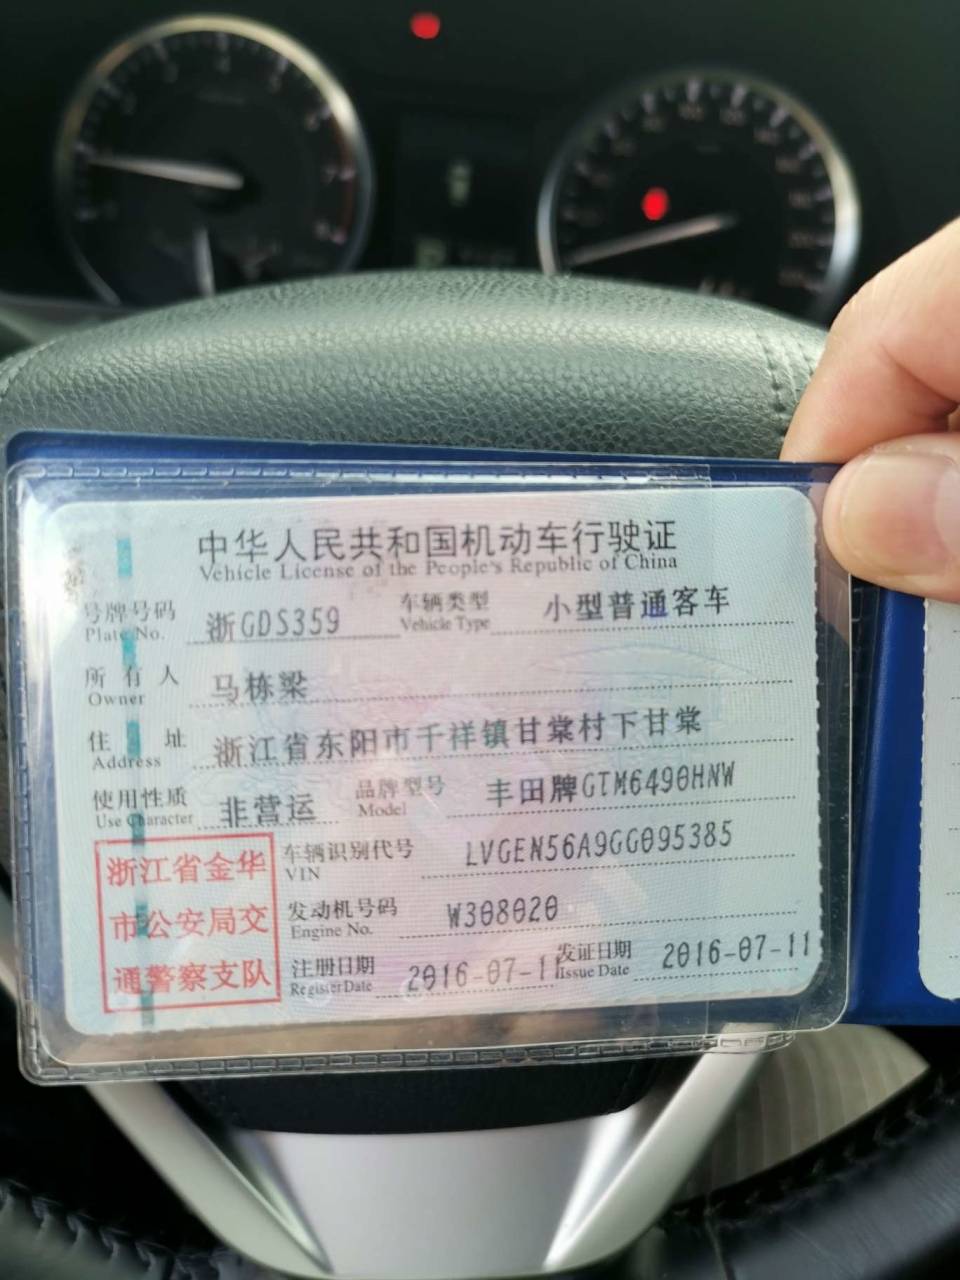 中华人民共和国机动车行驶证
Vehicle License of the People's Republic of China
号牌号码 浙GDS359 车辆类型 小型普通客车
Plate No. Vehicle Type
所有人 马栋梁
Owner
住址 浙江省东阳市千祥镇甘棠村下甘棠
Address
使用性质 非营运 品牌型号 丰田牌GTM6490HNW
Use Character Model
浙江省金华
市公安局交
通警察支队
车辆识别代号 LVGEN56A9GG095385
VIN
发动机号码 W308020
Engine No.
注册日期 2016-07-11 发证日期 2016-07-11
Register Date Issue Date